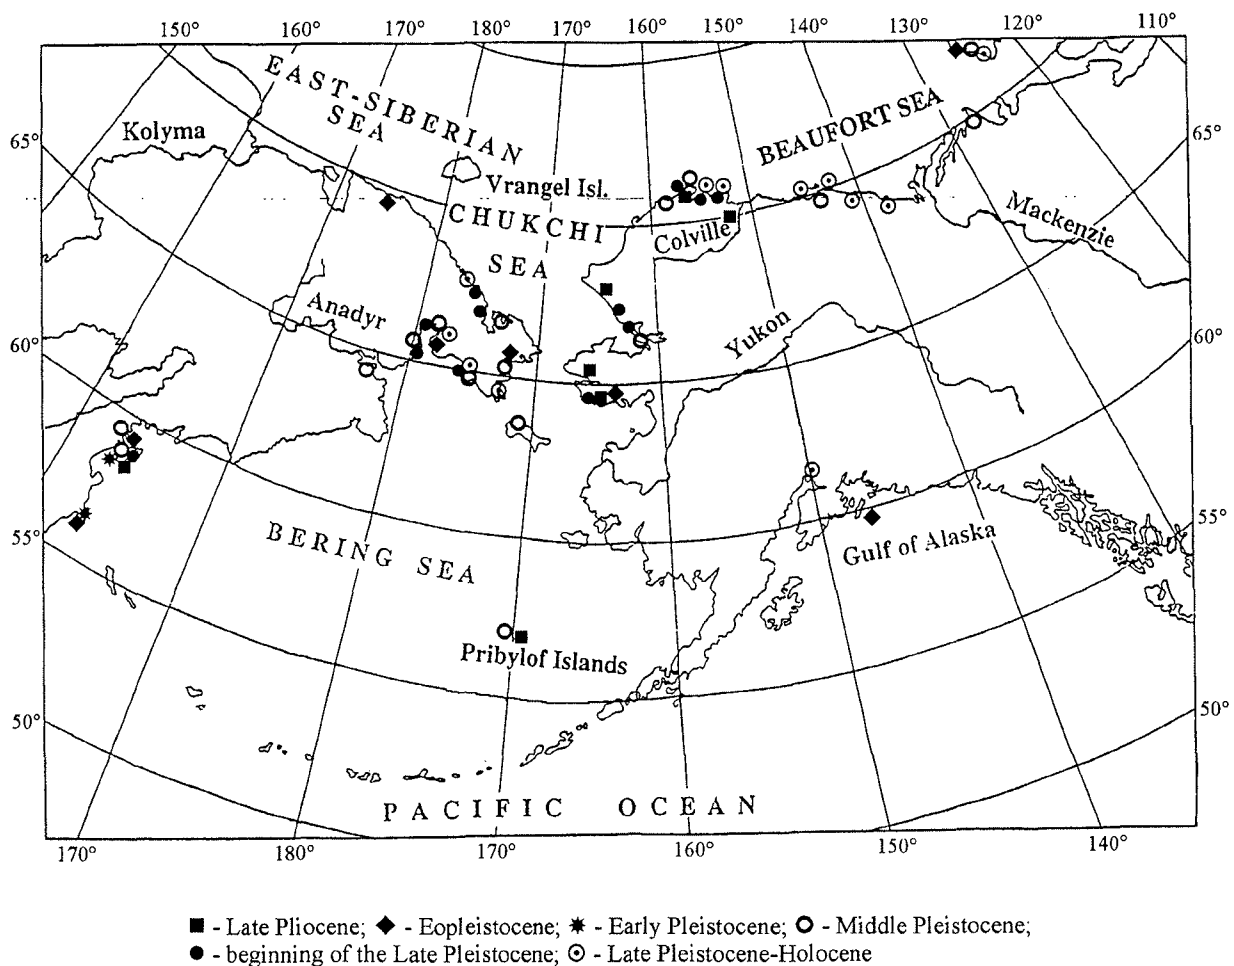 150° 160° 170° 180° 170° 160° 150° 140° 130° 120° 110°
EAST-SIBERIAN
SEA
Kolyma
BEAUFORT SEA
65° 65°
Vrangel Isl.
CHUKCHI
SEA
Colville
Mackenzie
Anadyr
Yukon
60° 60°
55° 55°
BERING SEA
Gulf of Alaska
Pribylof Islands
50° 50°
PACIFIC OCEAN
170° 180° 170° 160° 150° 140°
- Late Pliocene; - Eopleistocene; - Early Pleistocene; - Middle Pleistocene;
- beginning of the Late Pleistocene; - Late Pleistocene-Holocene